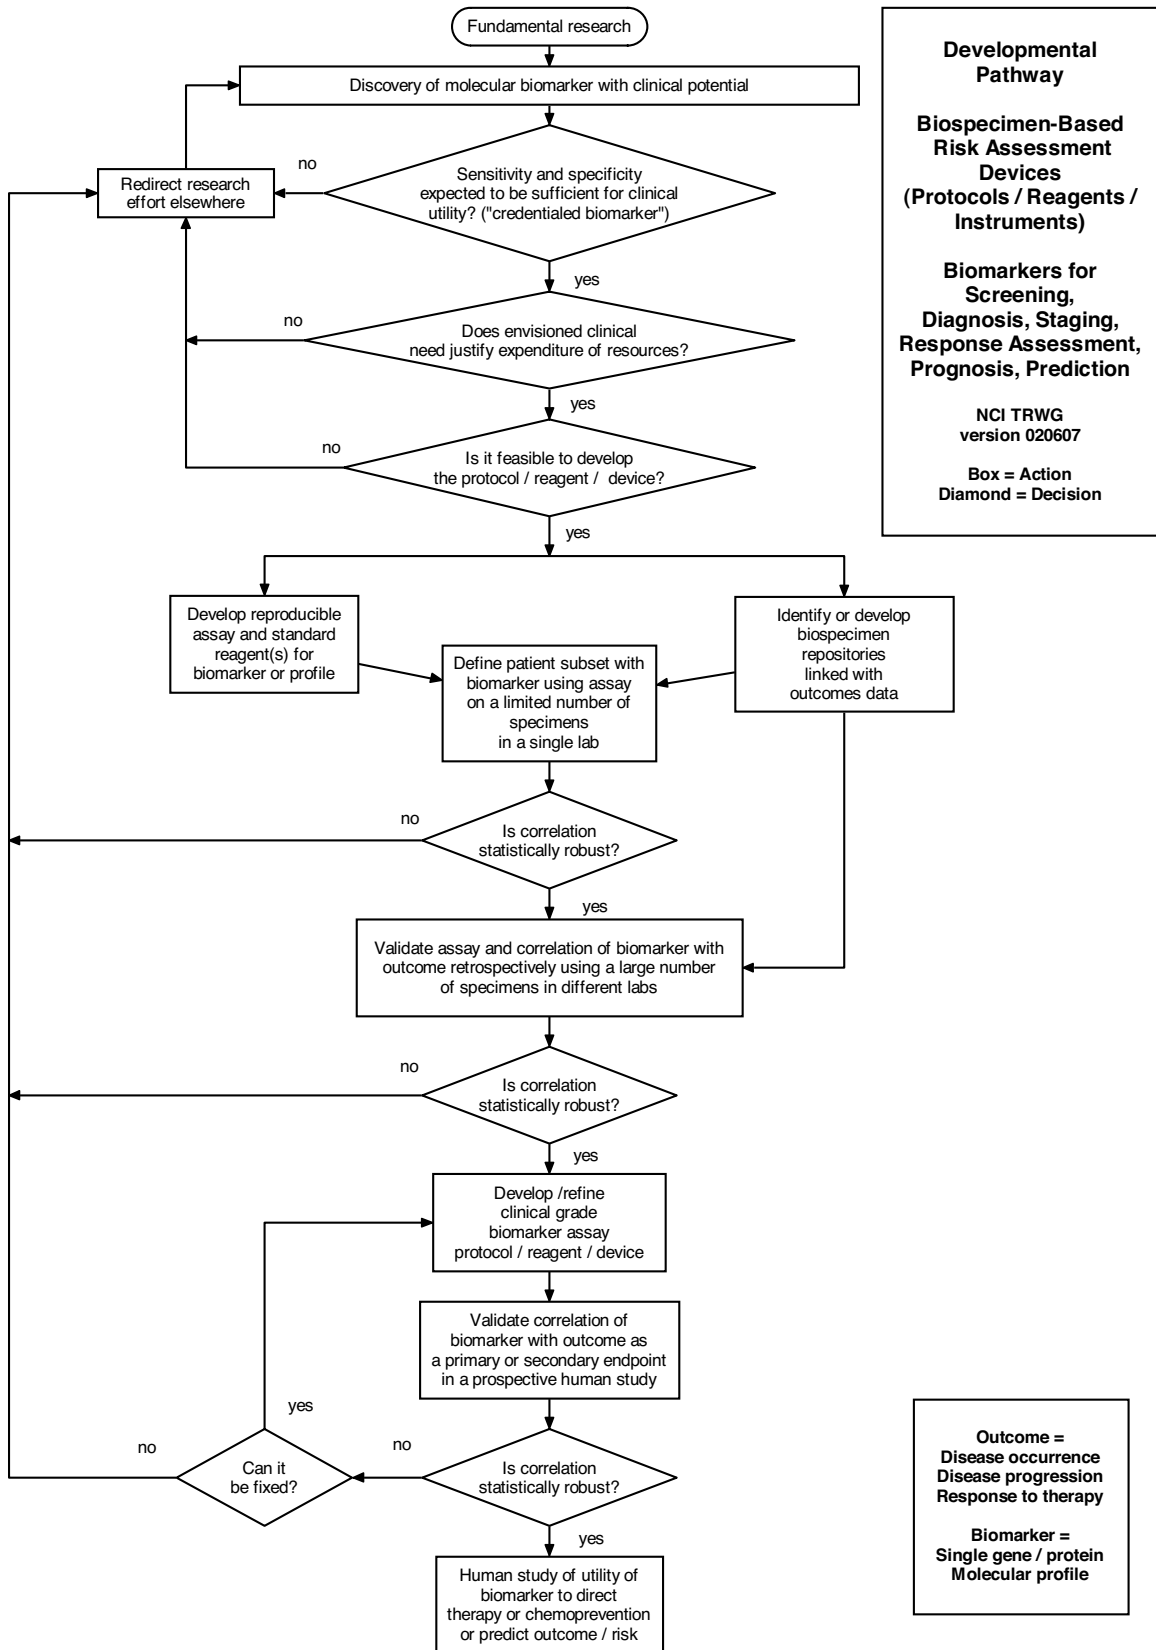 Fundamental research
Discovery of molecular biomarker with clinical potential
no
Sensitivity and specificity
expected to be sufficient for clinical
utility? ("credentialed biomarker")
Redirect research
effort elsewhere
yes
no
Does envisioned clinical
need justify expenditure of resources?
yes
no
Is it feasible to develop
the protocol / reagent /  device?
yes
Develop reproducible
assay and standard
reagent(s) for
biomarker or profile
Identify or develop
biospecimen
repositories
linked with
outcomes data
Define patient subset with
biomarker using assay
on a limited number of
specimens
in a single lab
no
Is correlation
statistically robust?
yes
Validate assay and correlation of biomarker with
outcome retrospectively using a large number
of specimens in different labs
no
Is correlation
statistically robust?
yes
Develop /refine
clinical grade
biomarker assay
protocol / reagent / device
Validate correlation of
biomarker with outcome as
a primary or secondary endpoint
in a prospective human study
yes
no
Can it
be fixed?
no
Is correlation
statistically robust?
yes
Human study of utility of
biomarker to direct
therapy or chemoprevention
or predict outcome / risk
Developmental
Pathway
Biospecimen-Based
Risk Assessment
Devices
(Protocols / Reagents /
Instruments)
Biomarkers for
Screening,
Diagnosis, Staging,
Response Assessment,
Prognosis, Prediction
NCI TRWG
version 020607
Box = Action
Diamond = Decision
Outcome =
Disease occurrence
Disease progression
Response to therapy
Biomarker =
Single gene / protein
Molecular profile